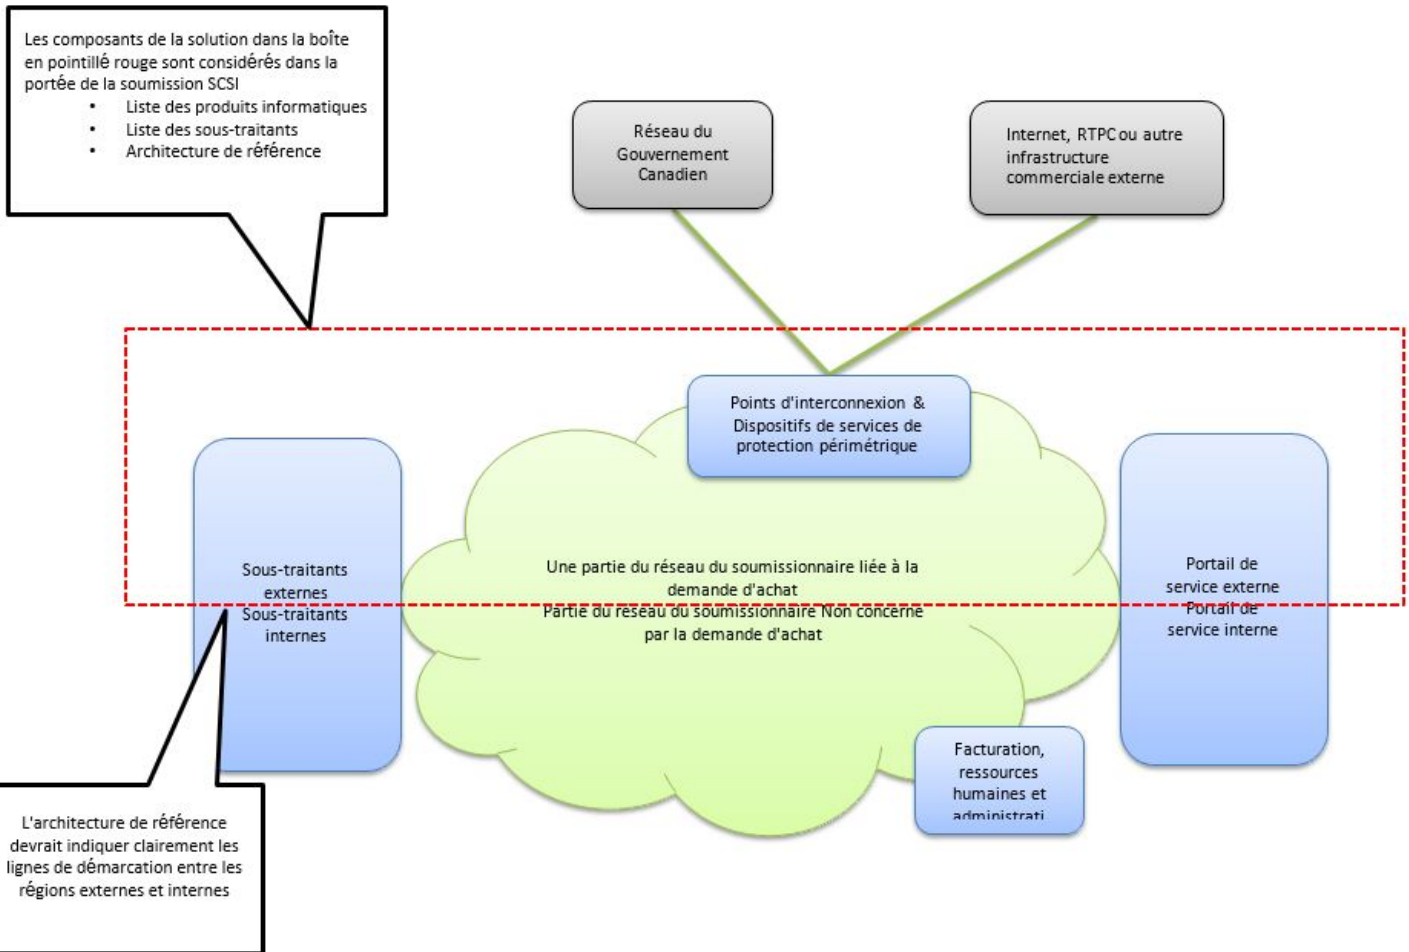 Les composants de la solution dans la boîte
en pointillé rouge sont considérés dans la
portée de la soumission SCSI
• Liste des produits informatiques
• Liste des sous-traitants
• Architecture de référence
Réseau du
Gouvernement
Canadien
Internet, RTPC ou autre
infrastructure
commerciale externe
Points d'interconnexion &
Dispositifs de services de
protection périmétrique
Sous-traitants
externes
Sous-traitants
internes
Une partie du réseau du soumissionnaire liée à la
demande d'achat
Partie du reseau du soumissionnaire Non concerne
par la demande d'achat
Portail de
service externe
Portail de
service interne
Facturation,
ressources
humaines et
administrati
L'architecture de référence
devrait indiquer clairement les
lignes de démarcation entre les
régions externes et internes